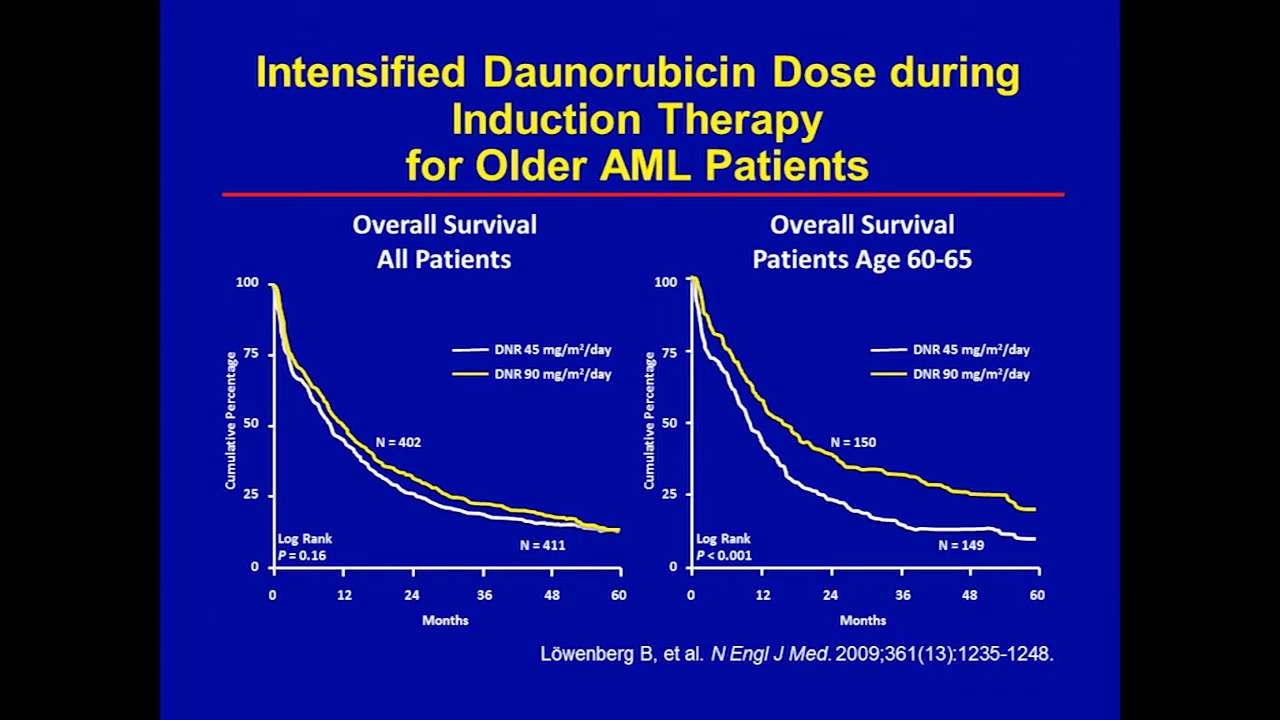 Intensified Daunorubicin Dose during
Induction Therapy
for Older AML Patients
Overall Survival
All Patients
100
75
50
25
0
Cumulative Percentage
DNR 45 mg/m²/day
DNR 90 mg/m²/day
N = 402
N = 411
Log Rank
P = 0.16
0 12 24 36 48 60
Months
Overall Survival
Patients Age 60-65
100
75
50
25
0
Cumulative Percentage
DNR 45 mg/m²/day
DNR 90 mg/m²/day
N = 150
N = 149
Log Rank
P < 0.001
0 12 24 36 48 60
Months
Löwenberg B, et al. N Engl J Med. 2009;361(13):1235-1248.